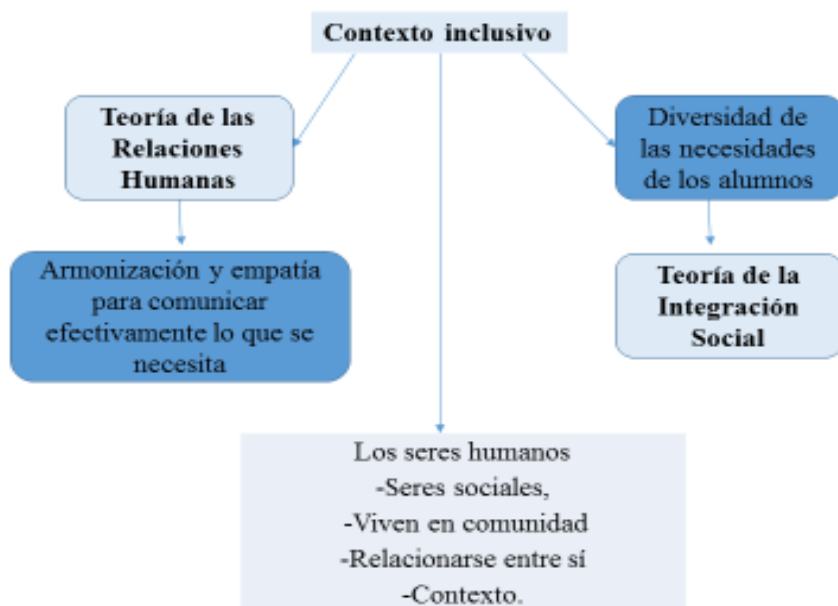 Contexto inclusivo
Teoría de las
Relaciones
Humanas
Armonización y empatía
para comunicar
efectivamente lo que se
necesita
Diversidad de
las necesidades
de los alumnos
Teoría de la
Integración
Social
Los seres humanos
-Seres sociales,
-Viven en comunidad
-Relacionarse entre sí
-Contexto.